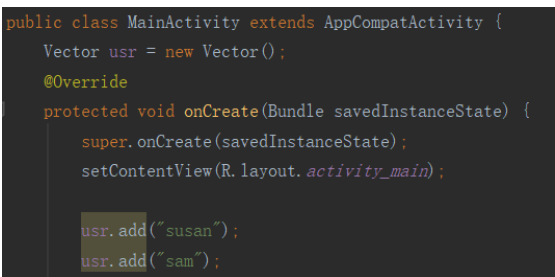 public class MainActivity extends AppCompatActivity {
Vector usr = new Vector();
@Override
protected void onCreate(Bundle savedInstanceState) {
super.onCreate(savedInstanceState);
setContentView(R.layout.activity_main);
usr.add("susan");
usr.add("sam");